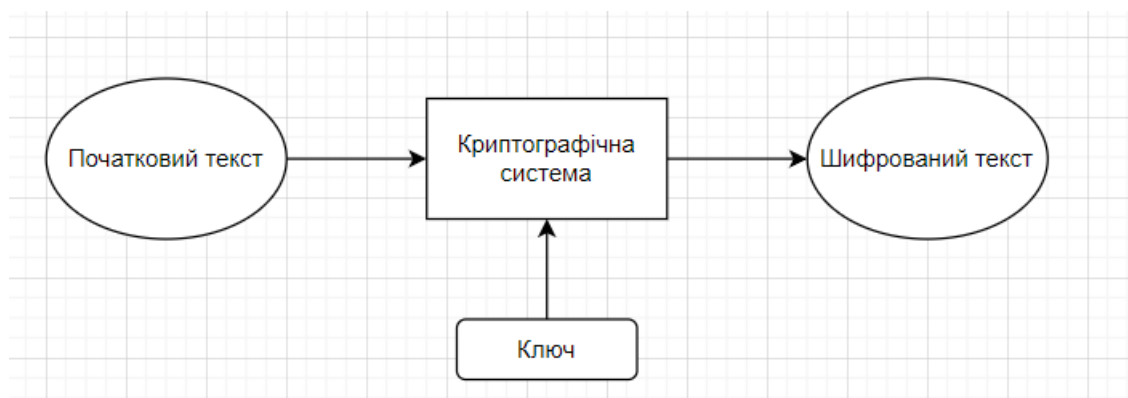 Початковий текст
Криптографічна
система
Шифрований текст
Ключ